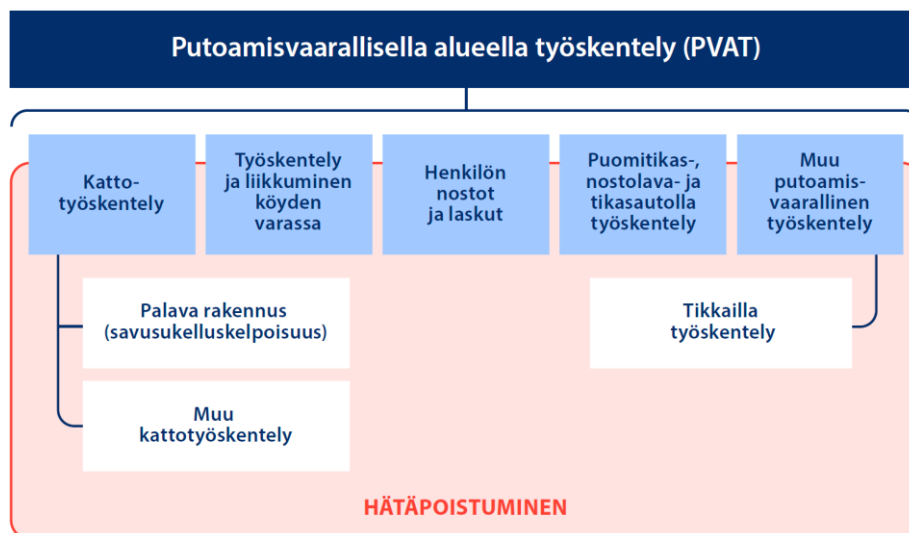 Putoamisvaarallisella alueella työskentely (PVAT)
Katto-
työskentely
Työskentely
ja liikkuminen
köyden
varassa
Henkilön
nostot
ja laskut
Puomitikas-,
nostolava- ja
tikasautolla
työskentely
Muu
putoamis-
vaarallinen
työskentely
Palava rakennus
(savusukelluskelpoisuus)
Tikkailla
työskentely
Muu
kattotyöskentely
HÄTÄPOISTUMINEN